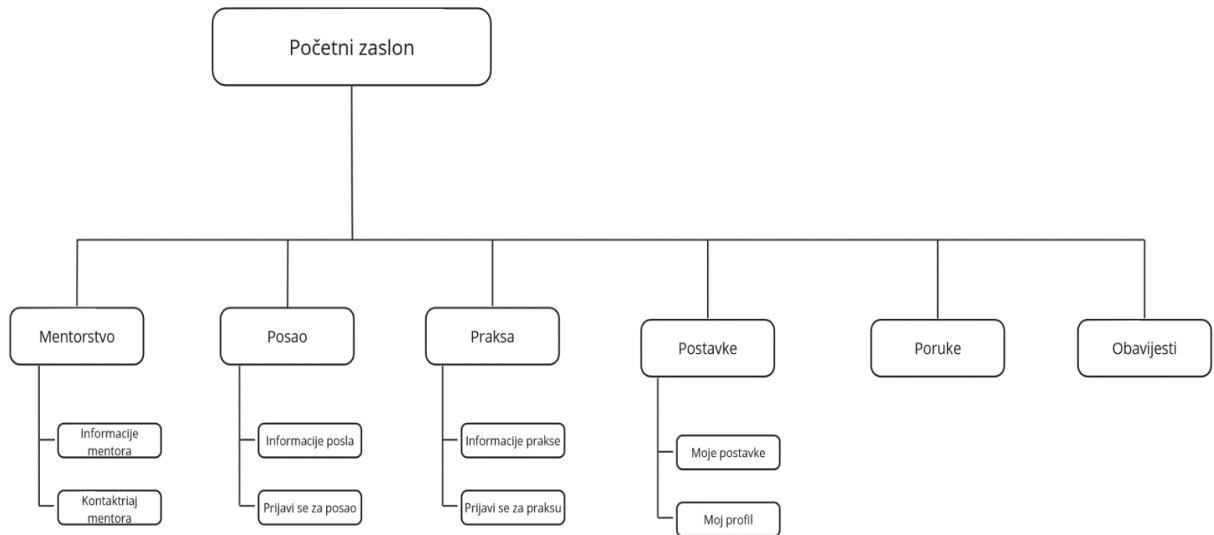 Početni zaslon
Mentorstvo
Posao
Praksa
Postavke
Poruke
Obavijesti
Informacije
mentora
Informacije posla
Informacije prakse
Moje postavke
Kontaktriaj
mentora
Prijavi se za posao
Prijavi se za praksu
Moj profil